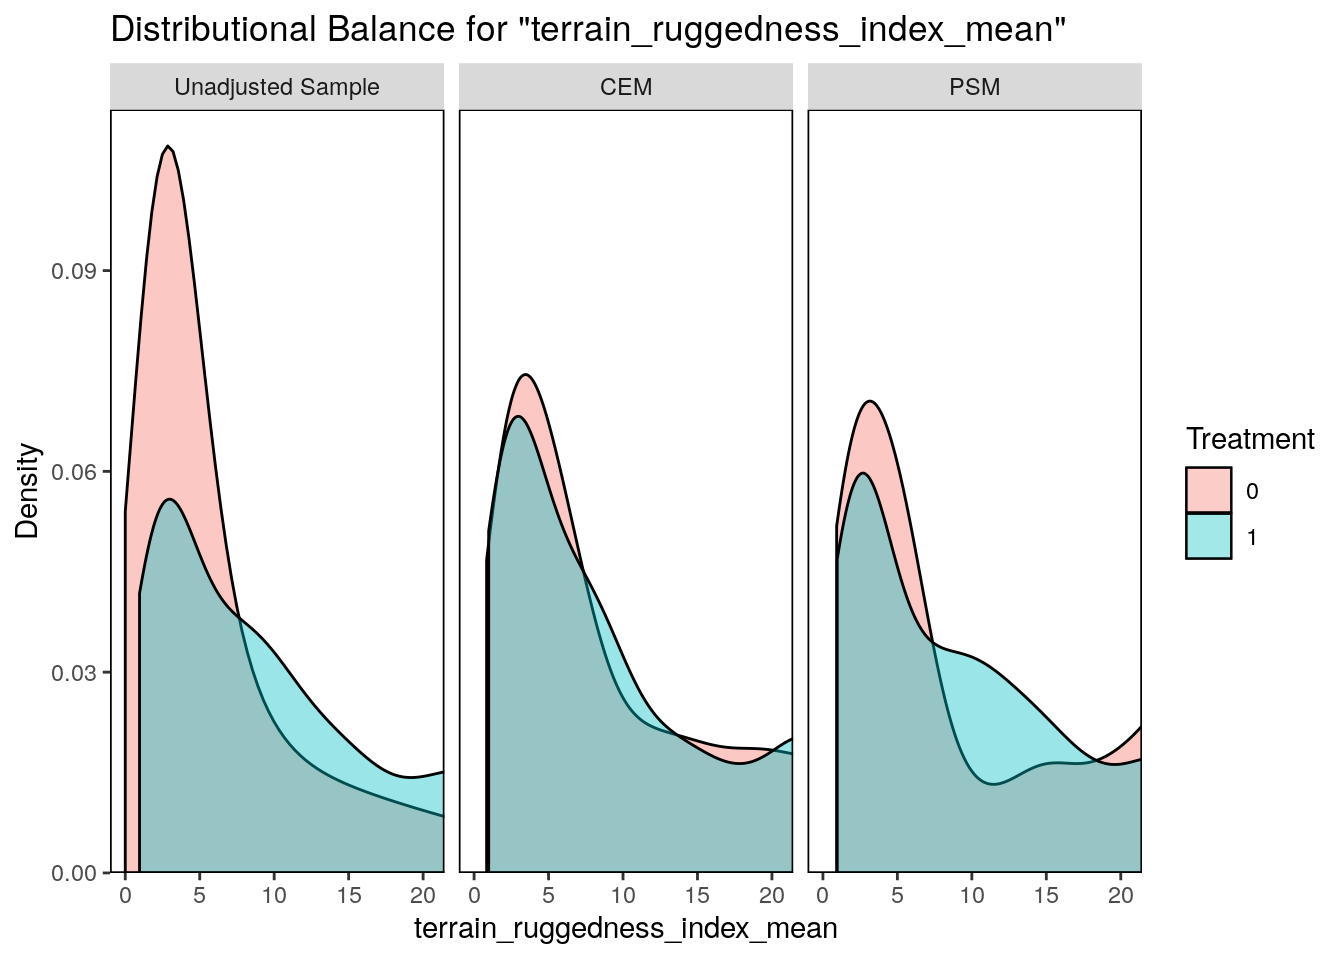 Distributional Balance for "terrain_ruggedness_index_mean"
Unadjusted Sample
CEM
PSM
Density
0.09
0.06
0.03
0.00
0 5 10 15 20
0 5 10 15 20
0 5 10 15 20
terrain_ruggedness_index_mean
Treatment
0
1